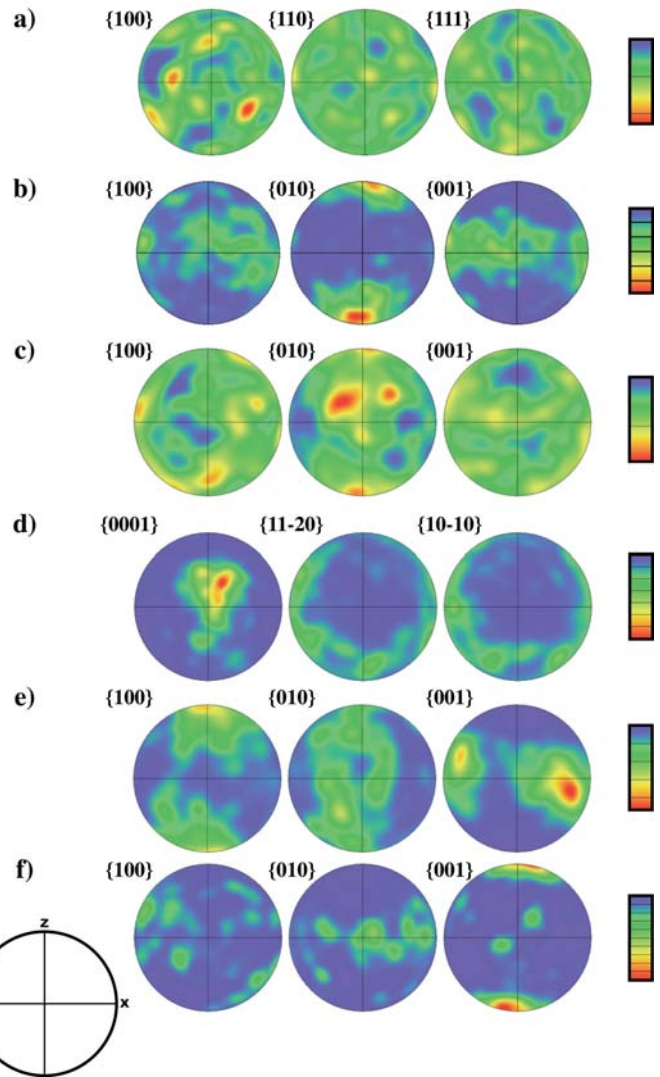 a) {100} {110} {111}
b) {100} {010} {001}
c) {100} {010} {001}
d) {0001} {11-20} {10-10}
e) {100} {010} {001}
f) {100} {010} {001}
z
x